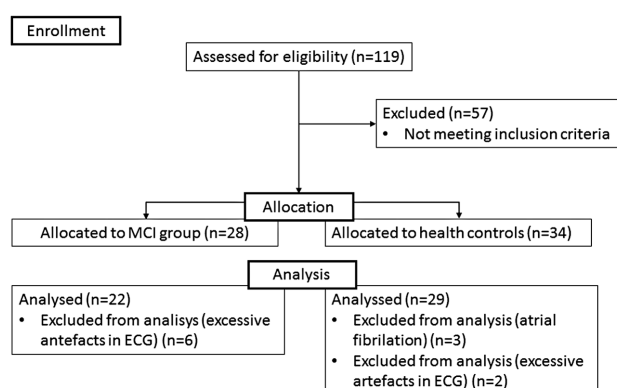 Enrollment
Assessed for eligibility (n=119)
Excluded (n=57)
• Not meeting inclusion criteria
Allocation
Allocated to MCI group (n=28)
Allocated to health controls (n=34)
Analysis
Analysed (n=22)
• Excluded from analisys (excessive
antefacts in ECG) (n=6)
Analyssed (n=29)
• Excluded from analysis (atrial
fibrilation) (n=3)
• Excluded from analysis (excessive
artefacts in ECG) (n=2)